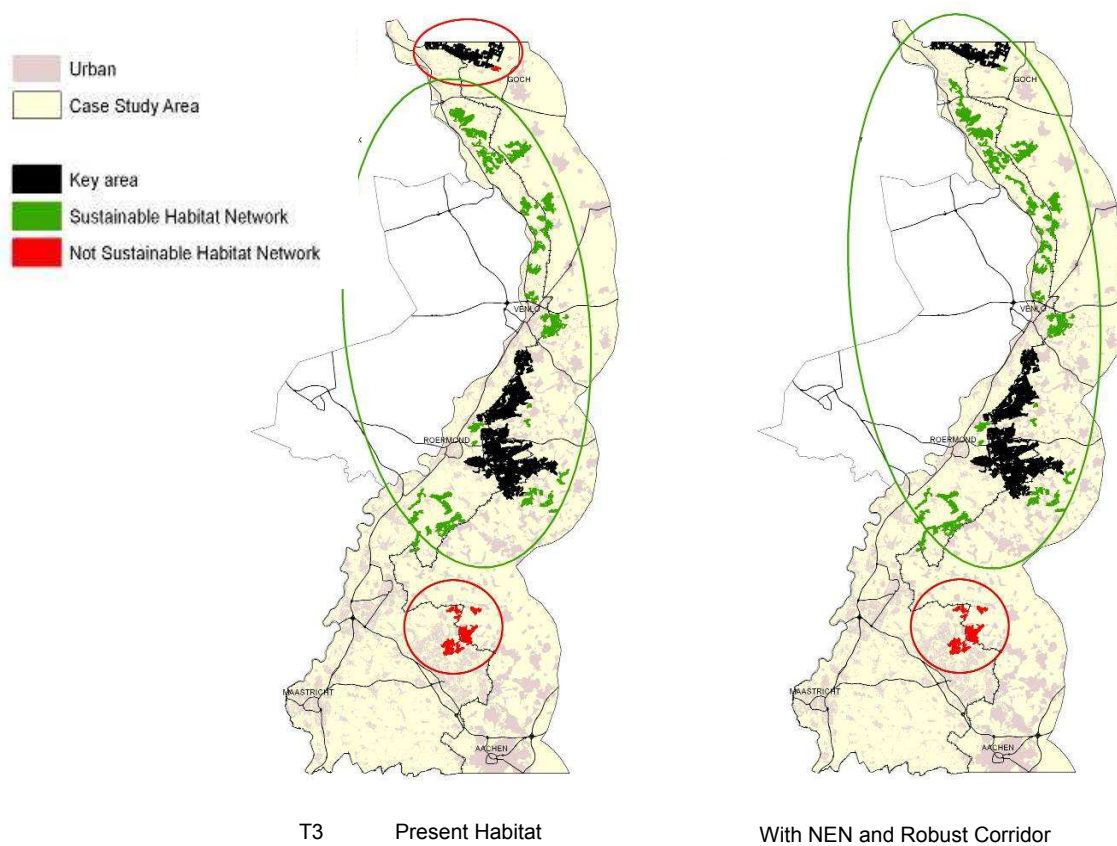 Urban
Case Study Area
Key area
Sustainable Habitat Network
Not Sustainable Habitat Network
GOCH
VENLO
ROERMOND
MAASTRICHT
AACHEN
GOCH
VENLO
ROERMOND
MAASTRICHT
AACHEN
T3 Present Habitat
With NEN and Robust Corridor